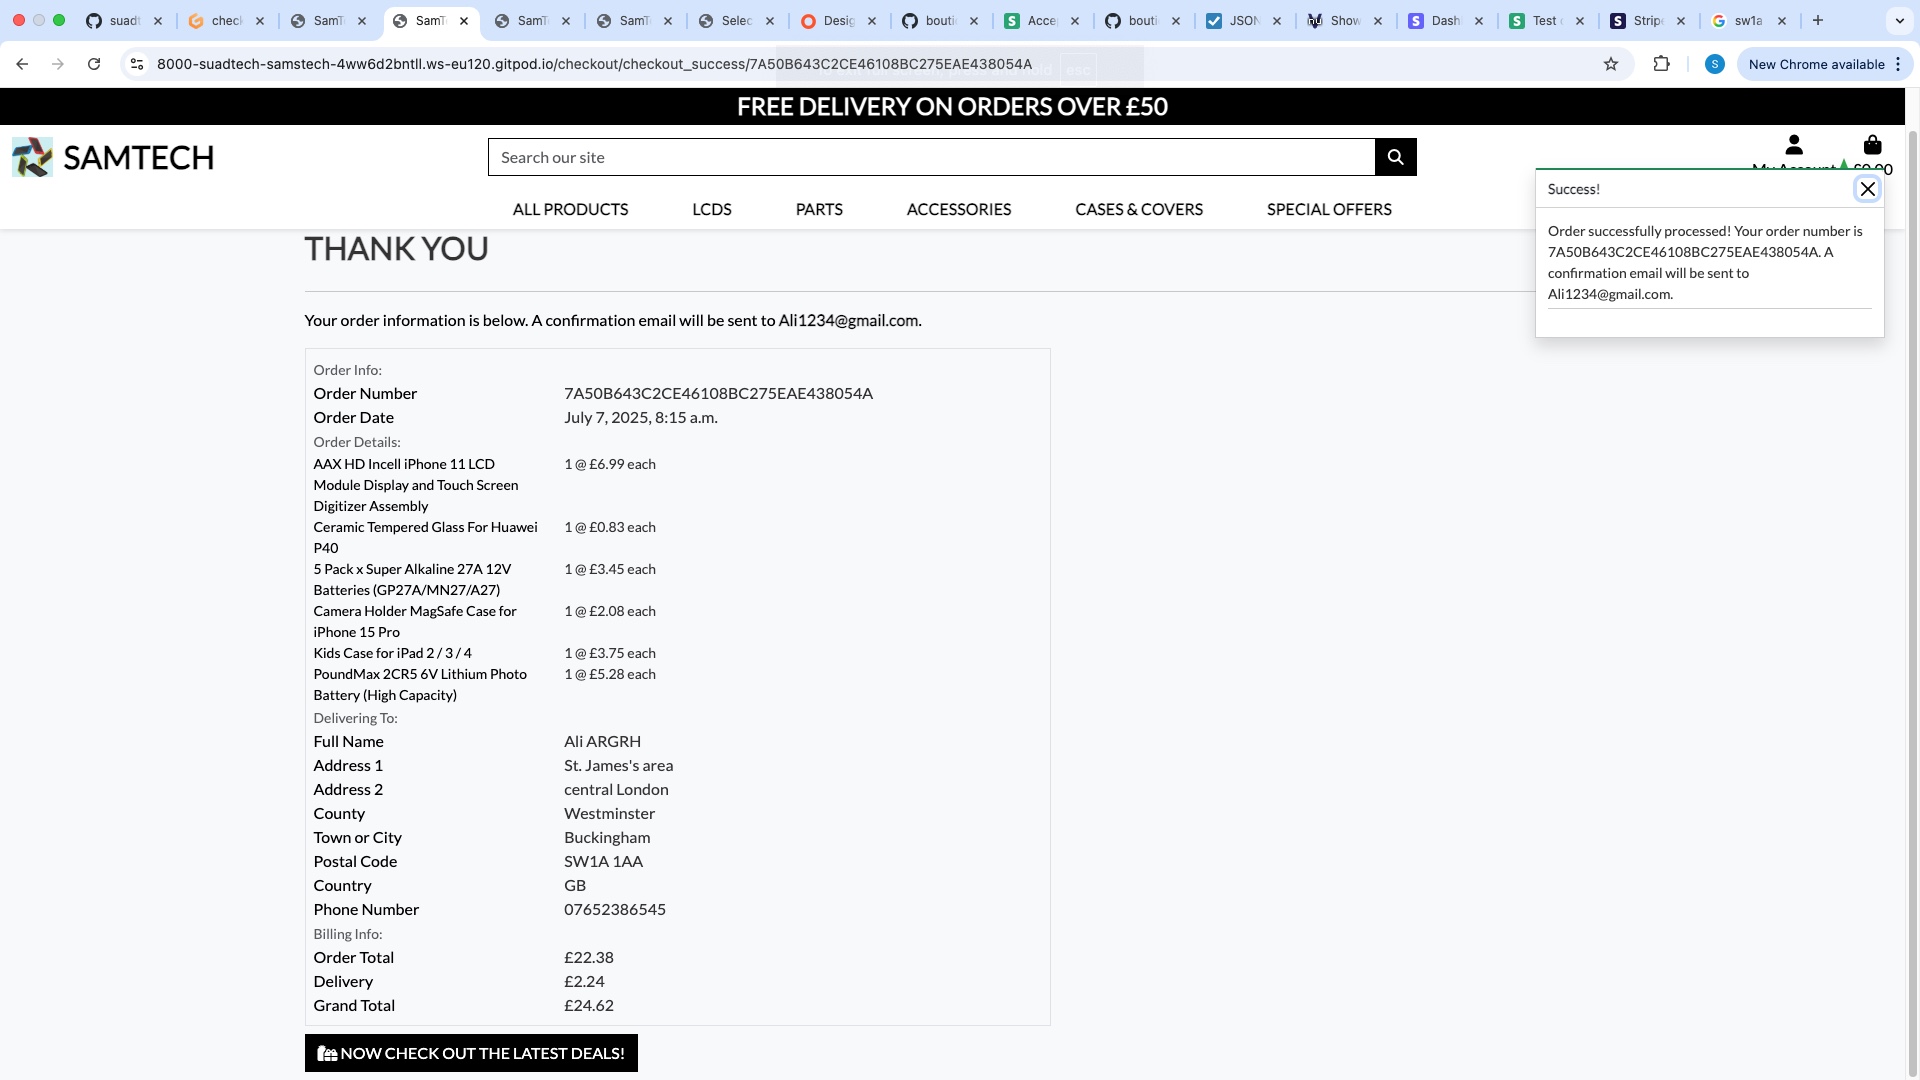 suadt
chec
SamT
SamT
SamT
SamT
Selec
Desig
bouti
Acce
bouti
JSON
Show
Dash
Test
Stripe
sw1a
8000-suadtech-samstech-4ww6d2bntll.ws-eu120.gitpod.io/checkout/checkout_success/7A50B643C2CE46108BC275EAE438054A
S
New Chrome available
FREE DELIVERY ON ORDERS OVER £50
SAMTECH
Search our site
My Account
ALL PRODUCTS
LCDS
PARTS
ACCESSORIES
CASES & COVERS
SPECIAL OFFERS
Success!
Order successfully processed! Your order number is
7A50B643C2CE46108BC275EAE438054A. A
confirmation email will be sent to
Ali1234@gmail.com.
THANK YOU
Your order information is below. A confirmation email will be sent to Ali1234@gmail.com.
Order Info:
Order Number 7A50B643C2CE46108BC275EAE438054A
Order Date July 7, 2025, 8:15 a.m.
Order Details:
AAX HD Incell iPhone 11 LCD 1 @ £6.99 each
Module Display and Touch Screen
Digitizer Assembly
Ceramic Tempered Glass For Huawei 1 @ £0.83 each
P40
5 Pack x Super Alkaline 27A 12V 1 @ £3.45 each
Batteries (GP27A/MN27/A27)
Camera Holder MagSafe Case for 1 @ £2.08 each
iPhone 15 Pro
Kids Case for iPad 2 / 3 / 4 1 @ £3.75 each
PoundMax 2CR5 6V Lithium Photo 1 @ £5.28 each
Battery (High Capacity)
Delivering To:
Full Name Ali ARGRH
Address 1 St. James's area
Address 2 central London
County Westminster
Town or City Buckingham
Postal Code SW1A 1AA
Country GB
Phone Number 07652386545
Billing Info:
Order Total £22.38
Delivery £2.24
Grand Total £24.62
NOW CHECK OUT THE LATEST DEALS!